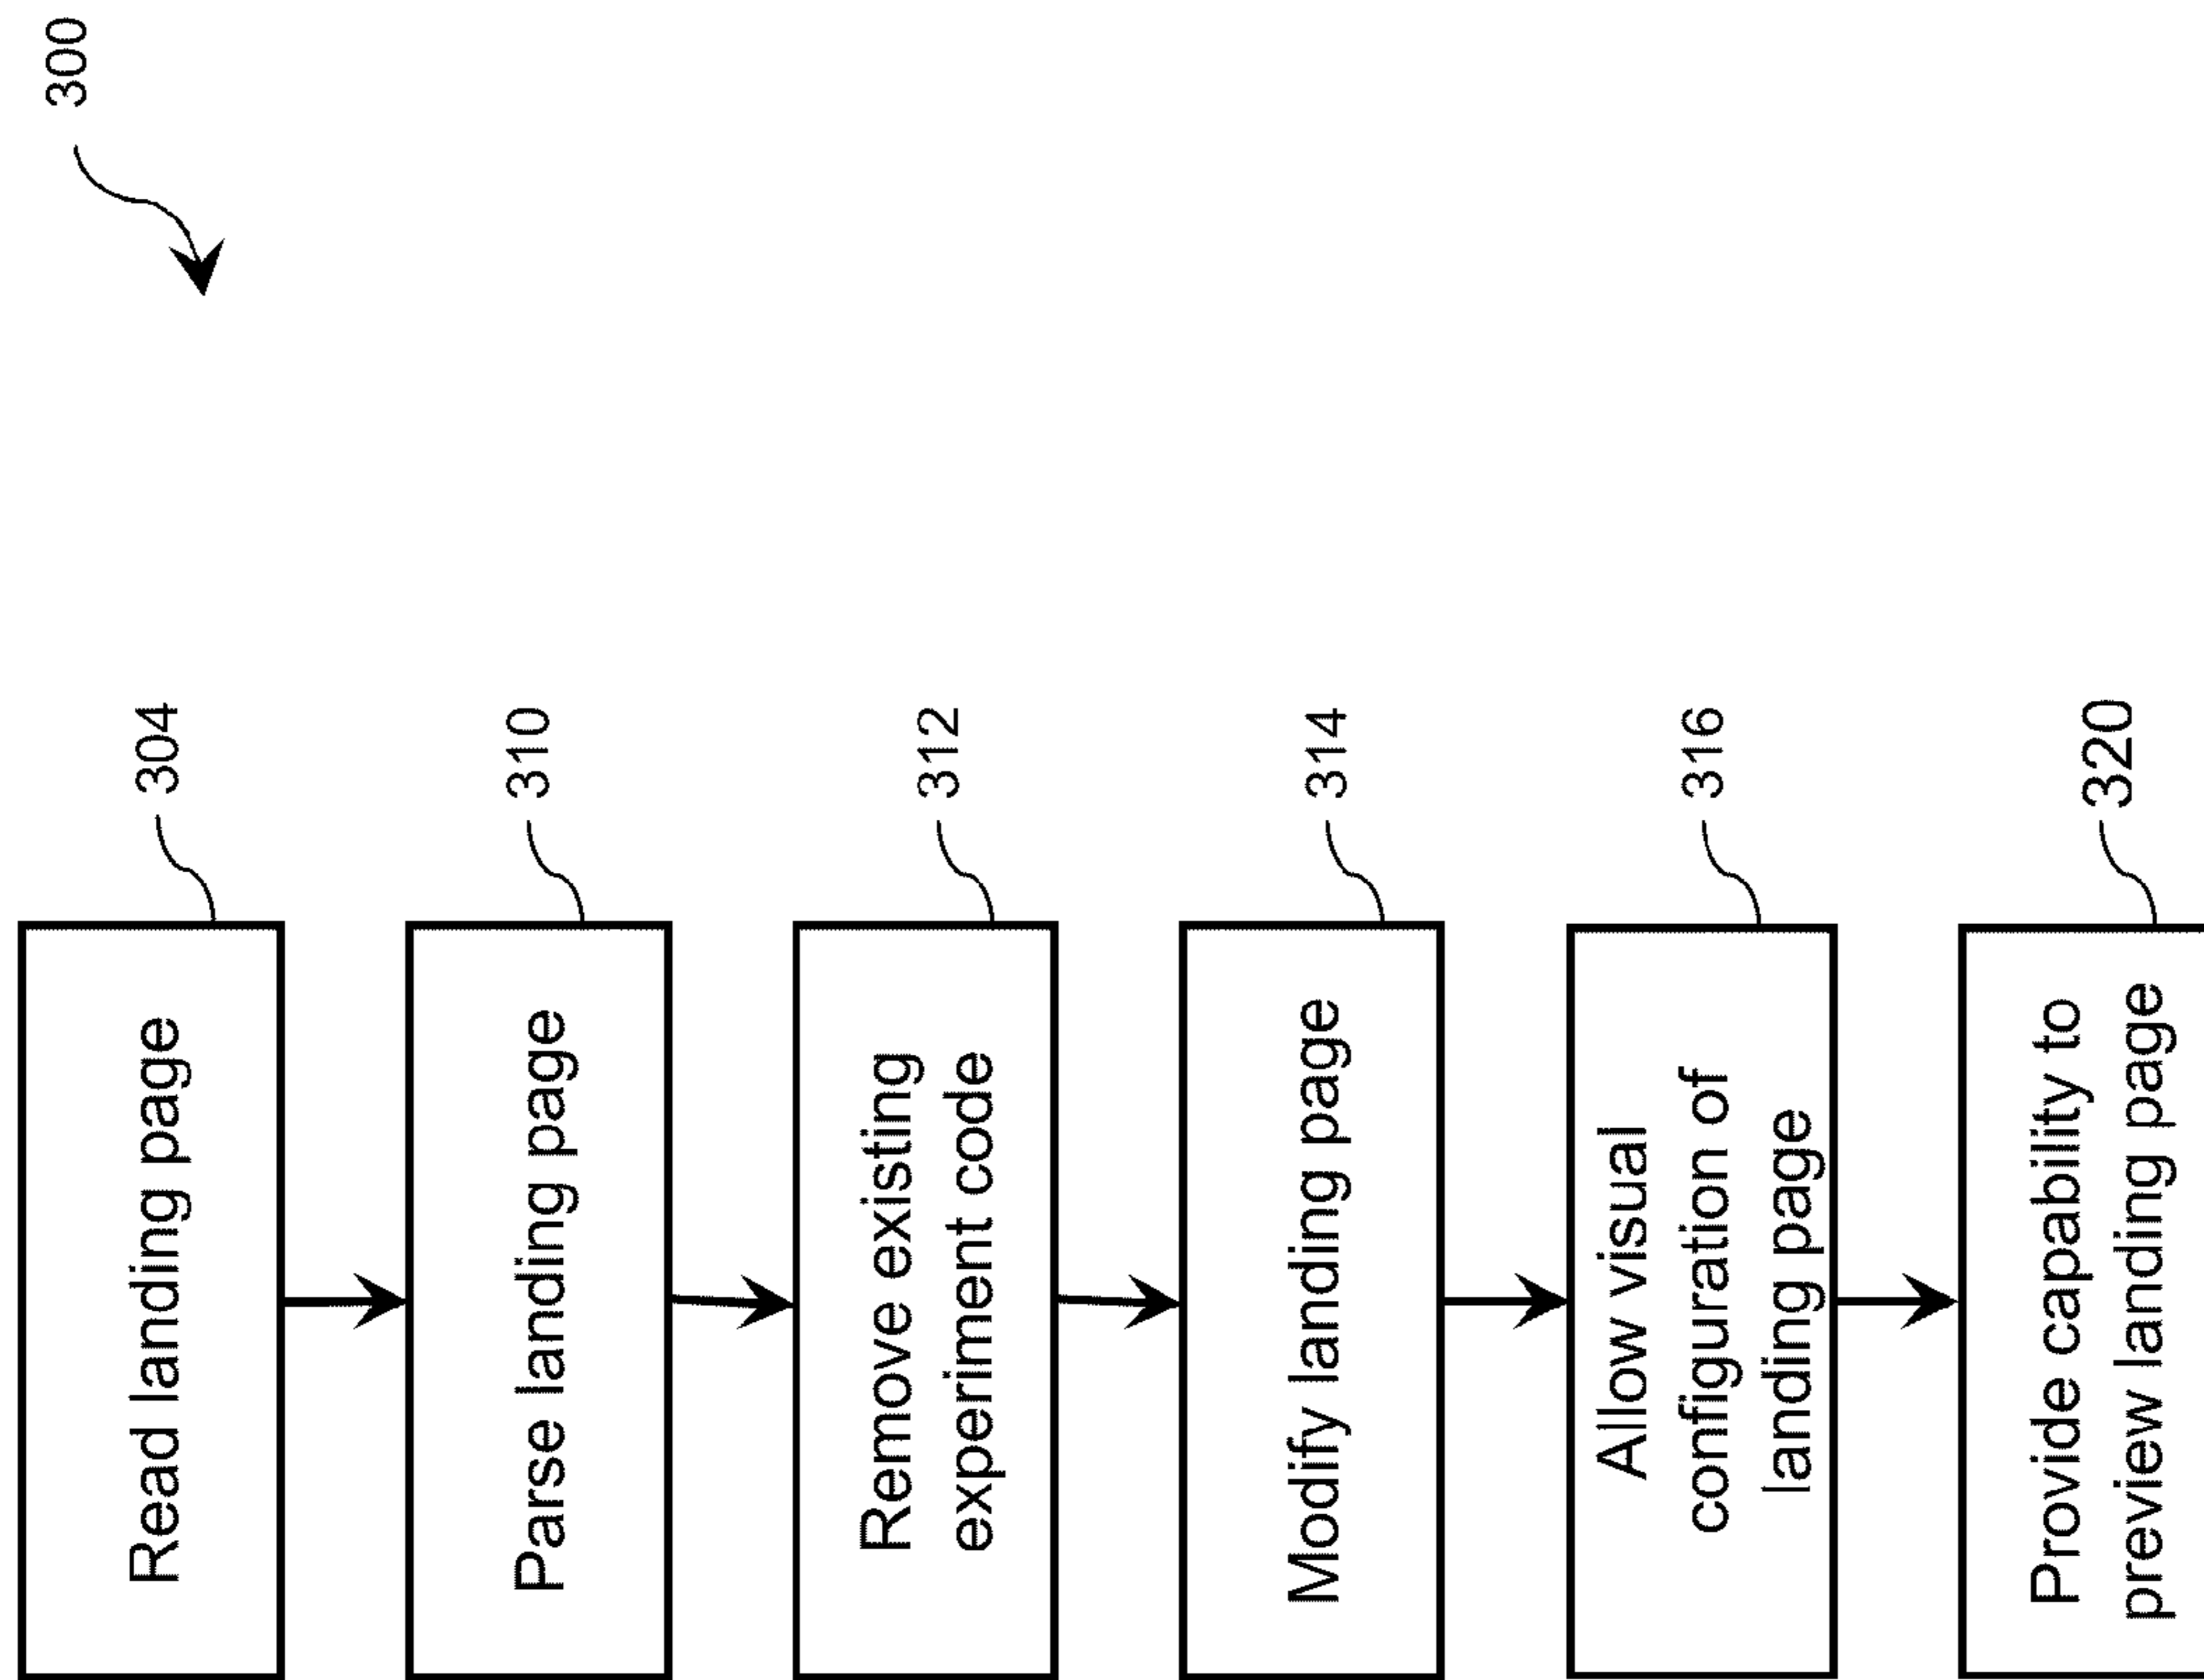 300
Read landing page
304
Parse landing page
310
Remove existing
experiment code
312
Modify landing page
314
Allow visual
configuration of
landing page
316
Provide capability to
preview landing page
320